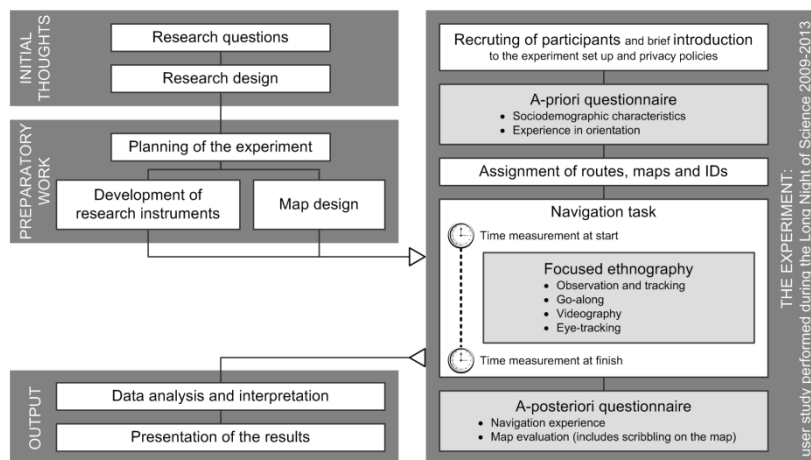 INITIAL
THOUGHTS
Research questions
Research design
PREPARATORY
WORK
Planning of the experiment
Development of
research instruments
Map design
OUTPUT
Data analysis and interpretation
Presentation of the results
THE EXPERIMENT:
user study performed during the Long Night of Science 2009-2013
Recruting of participants and brief introduction
to the experiment set up and privacy policies
A-priori questionnaire
• Sociodemographic characteristics
• Experience in orientation
Assignment of routes, maps and IDs
Navigation task
Time measurement at start
Focused ethnography
• Observation and tracking
• Go-along
• Videography
• Eye-tracking
Time measurement at finish
A-posteriori questionnaire
• Navigation experience
• Map evaluation (includes scribbling on the map)